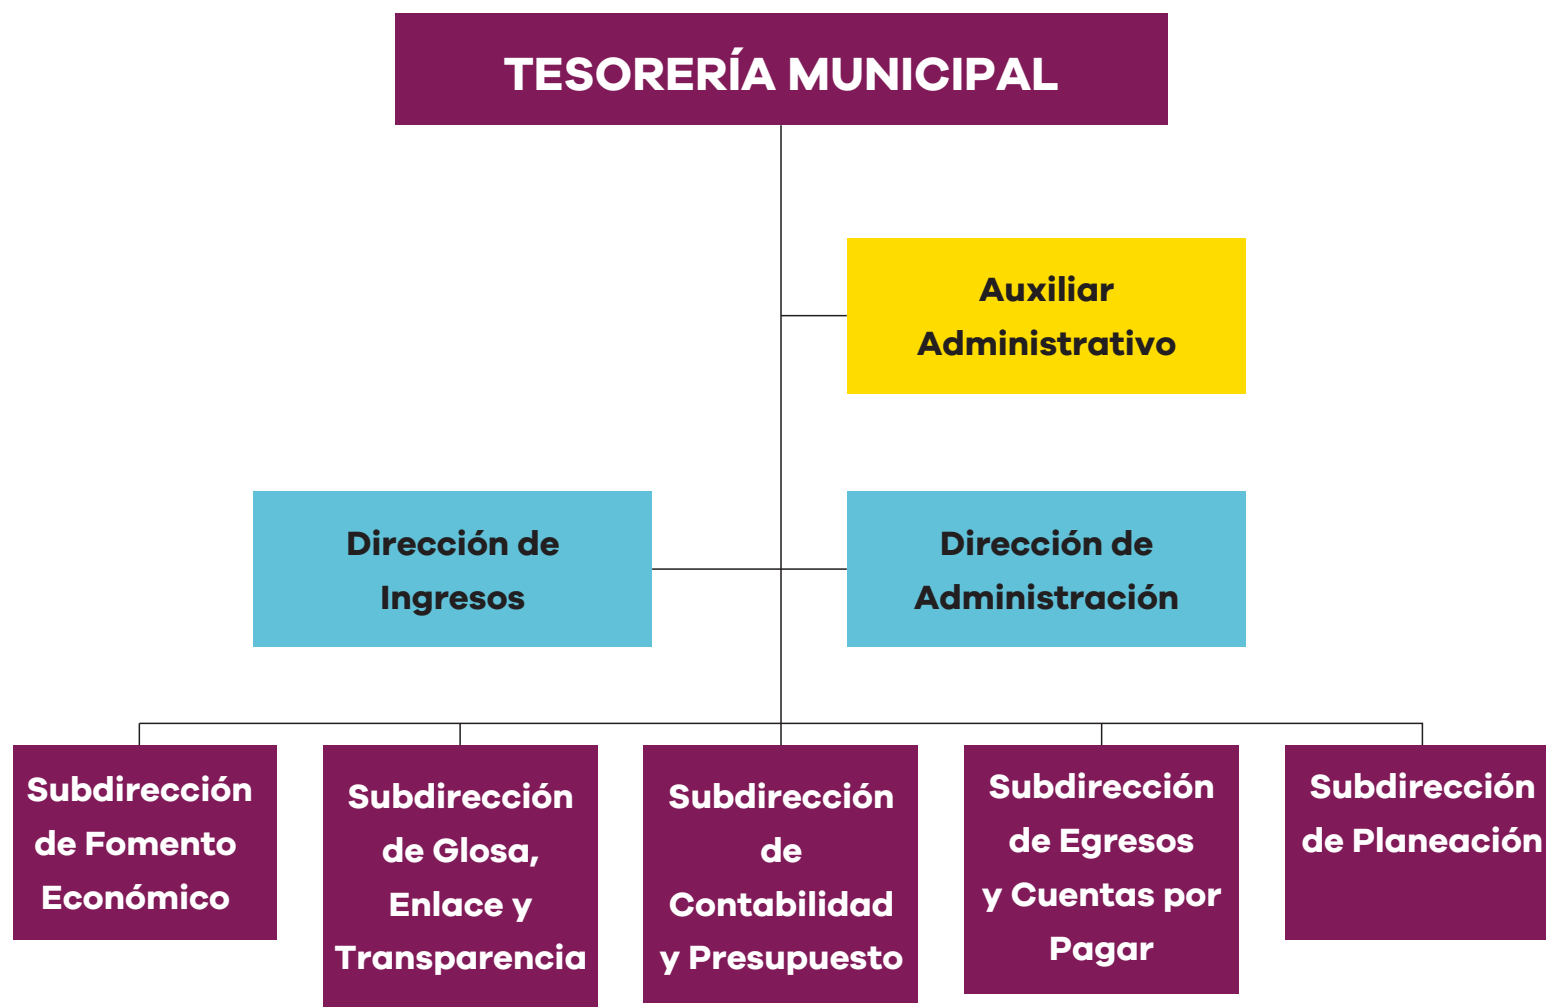 TESORERÍA MUNICIPAL
Auxiliar
Administrativo
Dirección de
Ingresos
Dirección de
Administración
Subdirección
de Fomento
Económico
Subdirección
de Glosa,
Enlace y
Transparencia
Subdirección
de
Contabilidad
y Presupuesto
Subdirección
de Egresos
y Cuentas por
Pagar
Subdirección
de Planeación